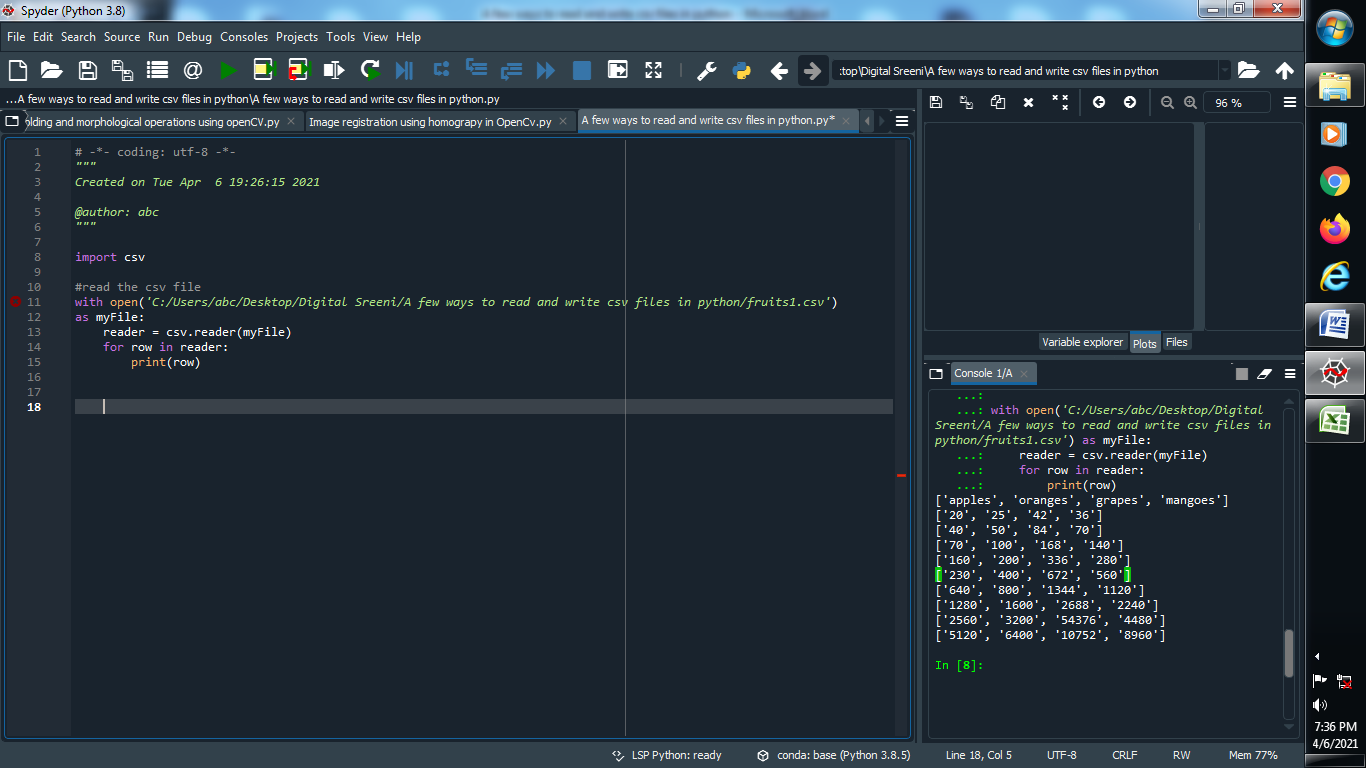 Spyder (Python 3.8)
File Edit Search Source Run Debug Consoles Projects Tools View Help
:top\Digital Sreeni\A few ways to read and write csv files in python
...A few ways to read and write csv files in python\A few ways to read and write csv files in python.py
olding and morphological operations using openCV.py
Image registration using homograpy in OpenCv.py
A few ways to read and write csv files in python.py*
1 # -*- coding: utf-8 -*-
2 """
3 Created on Tue Apr  6 19:26:15 2021
4
5 @author: abc
6 """
7
8 import csv
9
10 #read the csv file
11 with open('C:/Users/abc/Desktop/Digital Sreeni/A few ways to read and write csv files in python/fruits1.csv')
12 as myFile:
13     reader = csv.reader(myFile)
14     for row in reader:
15         print(row)
16
17
18
96 %
Variable explorer Plots Files
Console 1/A
...:
...: with open('C:/Users/abc/Desktop/Digital
Sreeni/A few ways to read and write csv files in
python/fruits1.csv') as myFile:
...:     reader = csv.reader(myFile)
...:     for row in reader:
...:         print(row)
['apples', 'oranges', 'grapes', 'mangoes']
['20', '25', '42', '36']
['40', '50', '84', '70']
['70', '100', '168', '140']
['160', '200', '336', '280']
['230', '400', '672', '560']
['640', '800', '1344', '1120']
['1280', '1600', '2688', '2240']
['2560', '3200', '54376', '4480']
['5120', '6400', '10752', '8960']
In [8]:
LSP Python: ready conda: base (Python 3.8.5) Line 18, Col 5 UTF-8 CRLF RW Mem 77%
7:36 PM
4/6/2021